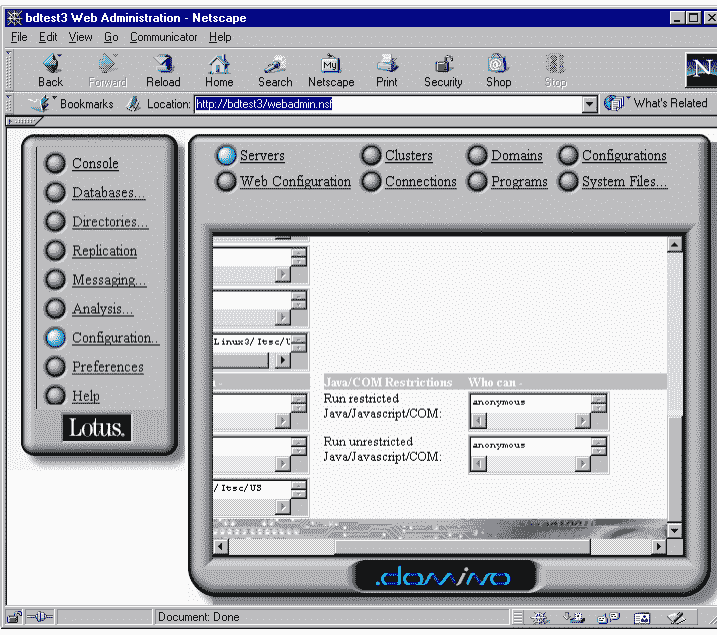 bdtest3 Web Administration - Netscape
File Edit View Go Communicator Help
Back Forward Reload Home Search Netscape Print Security Shop Stop
My
N
Bookmarks Location: http://bdtest3/webadmin.nsf What's Related
Console
Databases...
Directories...
Replication
Messaging...
Analysis...
Configuration..
Preferences
Help
Lotus.
Servers Clusters Domains Configurations
Web Configuration Connections Programs System Files...
Linux3/Itsc/U
Java/COM Restrictions Who can -
Run restricted
Java/Javascript/COM:
anonymous
Run unrestricted
Java/Javascript/COM:
anonymous
/Itsc/US
.domino
Document: Done